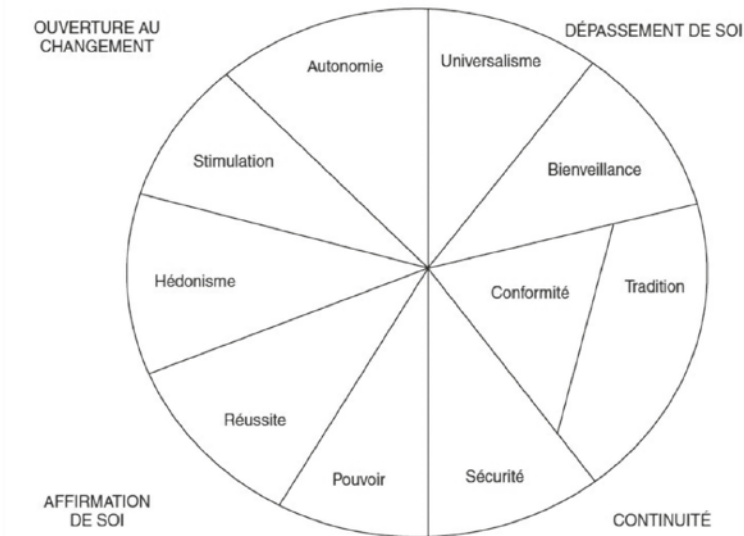 OUVERTURE AU
CHANGEMENT
DÉPASSEMENT DE SOI
Autonomie
Universalisme
Stimulation
Bienveillance
Hédonisme
Conformité
Tradition
Réussite
Pouvoir
Sécurité
AFFIRMATION
DE SOI
CONTINUITÉ